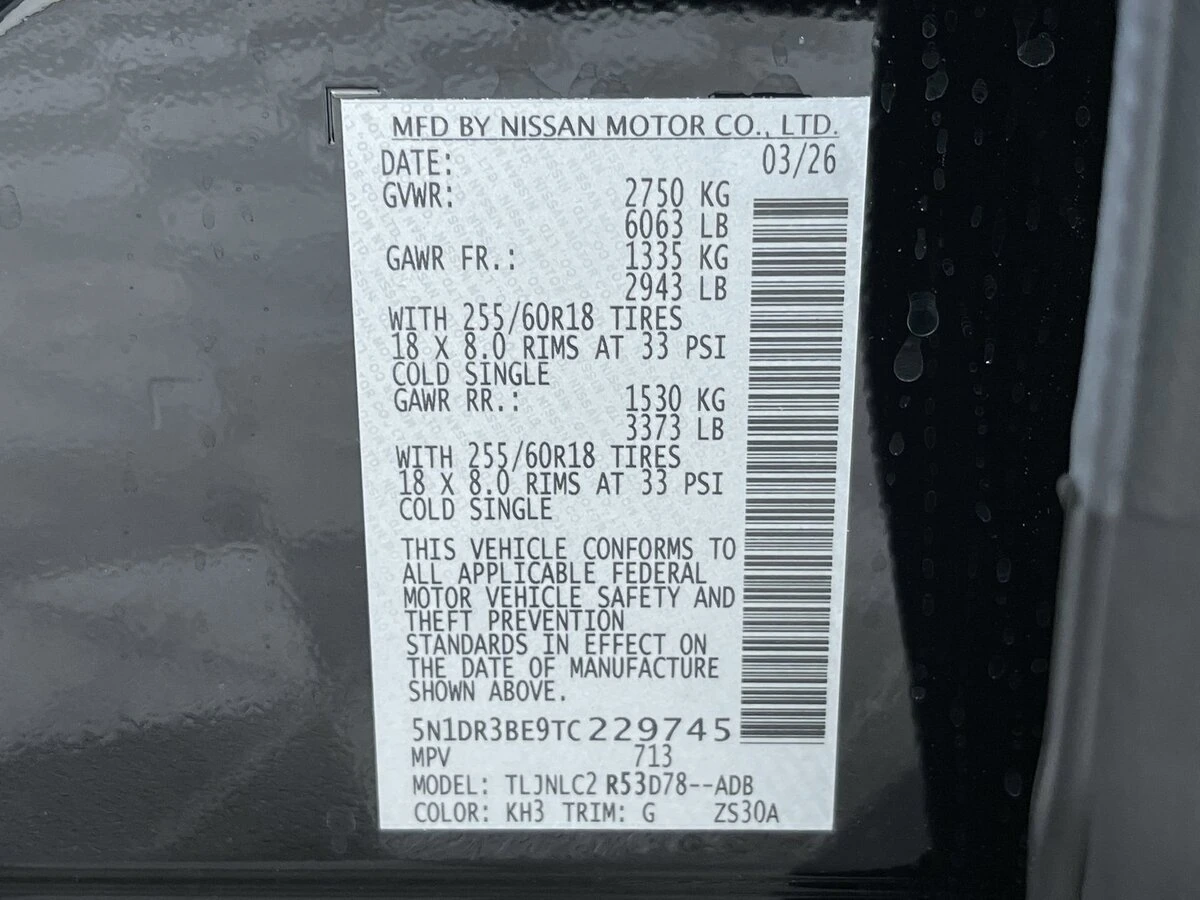 MFD BY NISSAN MOTOR CO., LTD.
DATE: 03/26
GVWR: 2750 KG
6063 LB
GAWR FR.: 1335 KG
2943 LB
WITH 255/60R18 TIRES
18 X 8.0 RIMS AT 33 PSI
COLD SINGLE
GAWR RR.: 1530 KG
3373 LB
WITH 255/60R18 TIRES
18 X 8.0 RIMS AT 33 PSI
COLD SINGLE
THIS VEHICLE CONFORMS TO
ALL APPLICABLE FEDERAL
MOTOR VEHICLE SAFETY AND
THEFT PREVENTION
STANDARDS IN EFFECT ON
THE DATE OF MANUFACTURE
SHOWN ABOVE.
5N1DR3BE9TC229745
MPV 713
MODEL: TLJNLC2 R53D78--ADB
COLOR: KH3 TRIM: G ZS30A